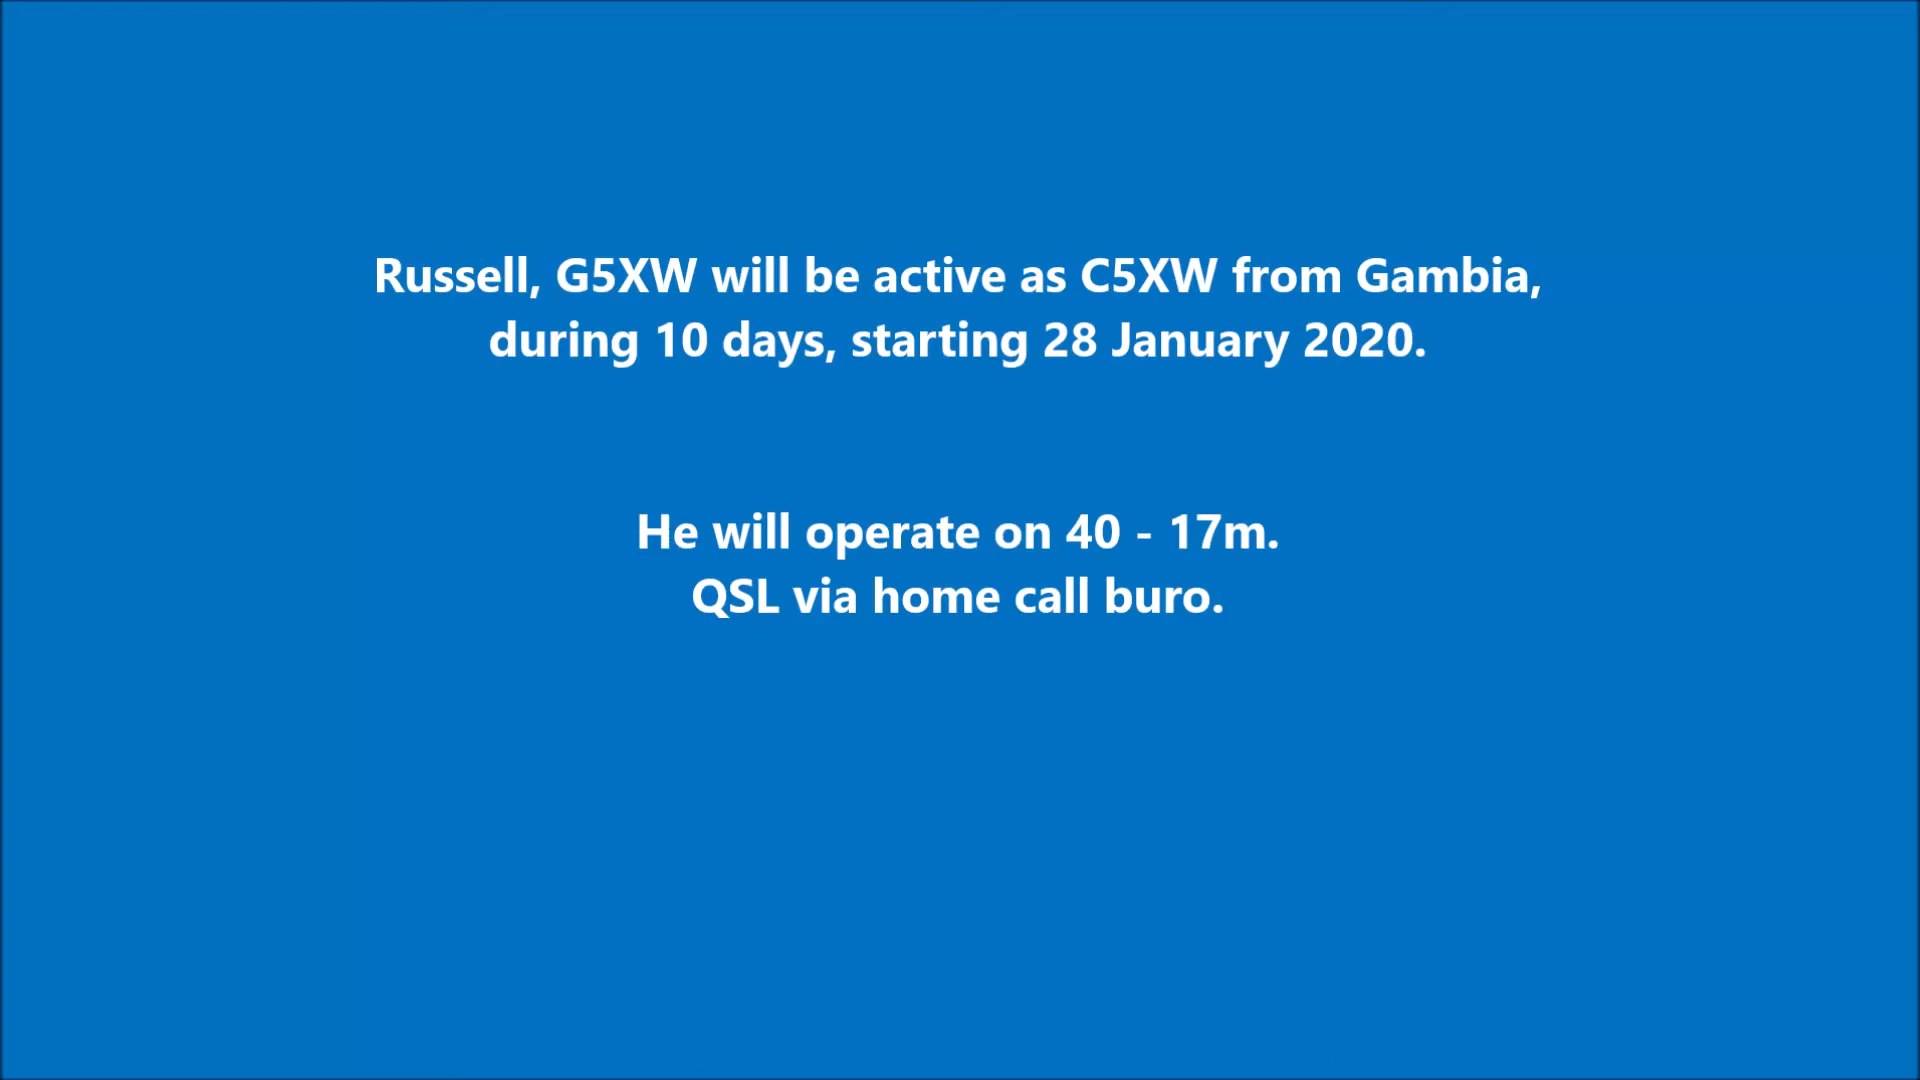 Russell, G5XW will be active as C5XW from Gambia,
during 10 days, starting 28 January 2020.
He will operate on 40 - 17m.
QSL via home call buro.